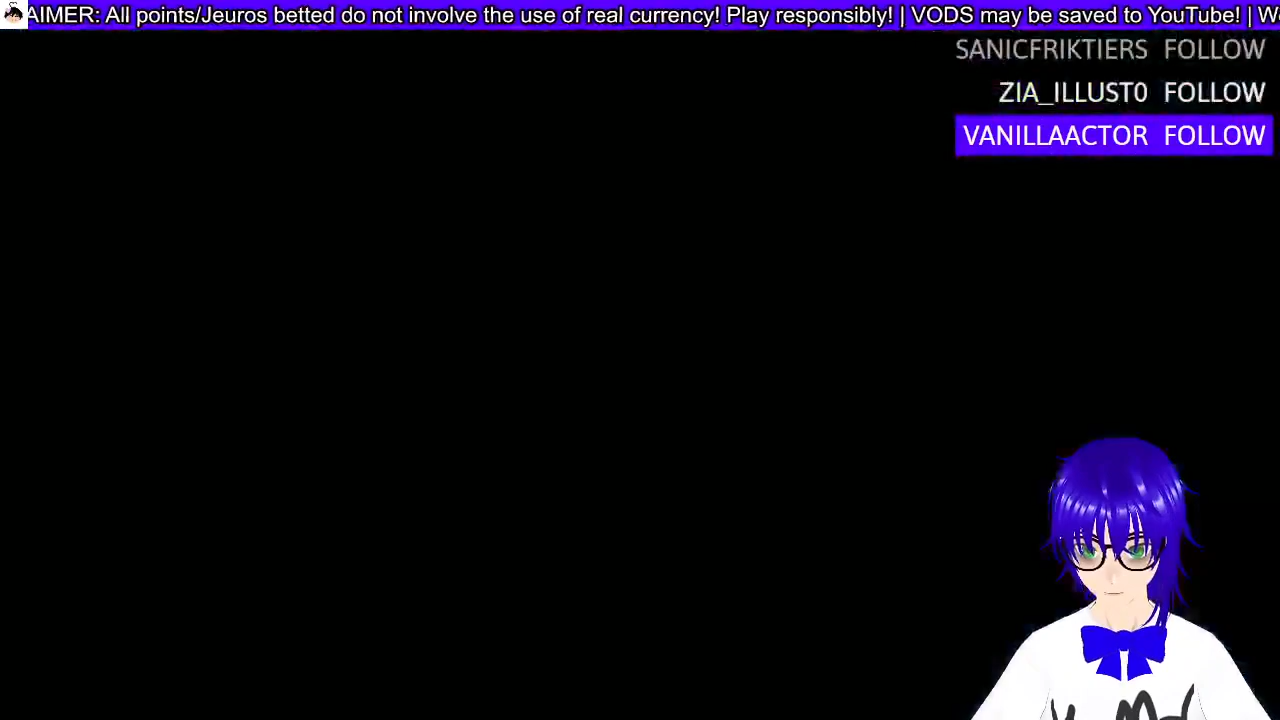 AIMER: All points/Jeuros betted do not involve the use of real currency! Play responsibly! | VODS may be saved to YouTube! |
SANICFRIKTIERS FOLLOW
ZIA_ILLUST0 FOLLOW
VANILLAACTOR FOLLOW